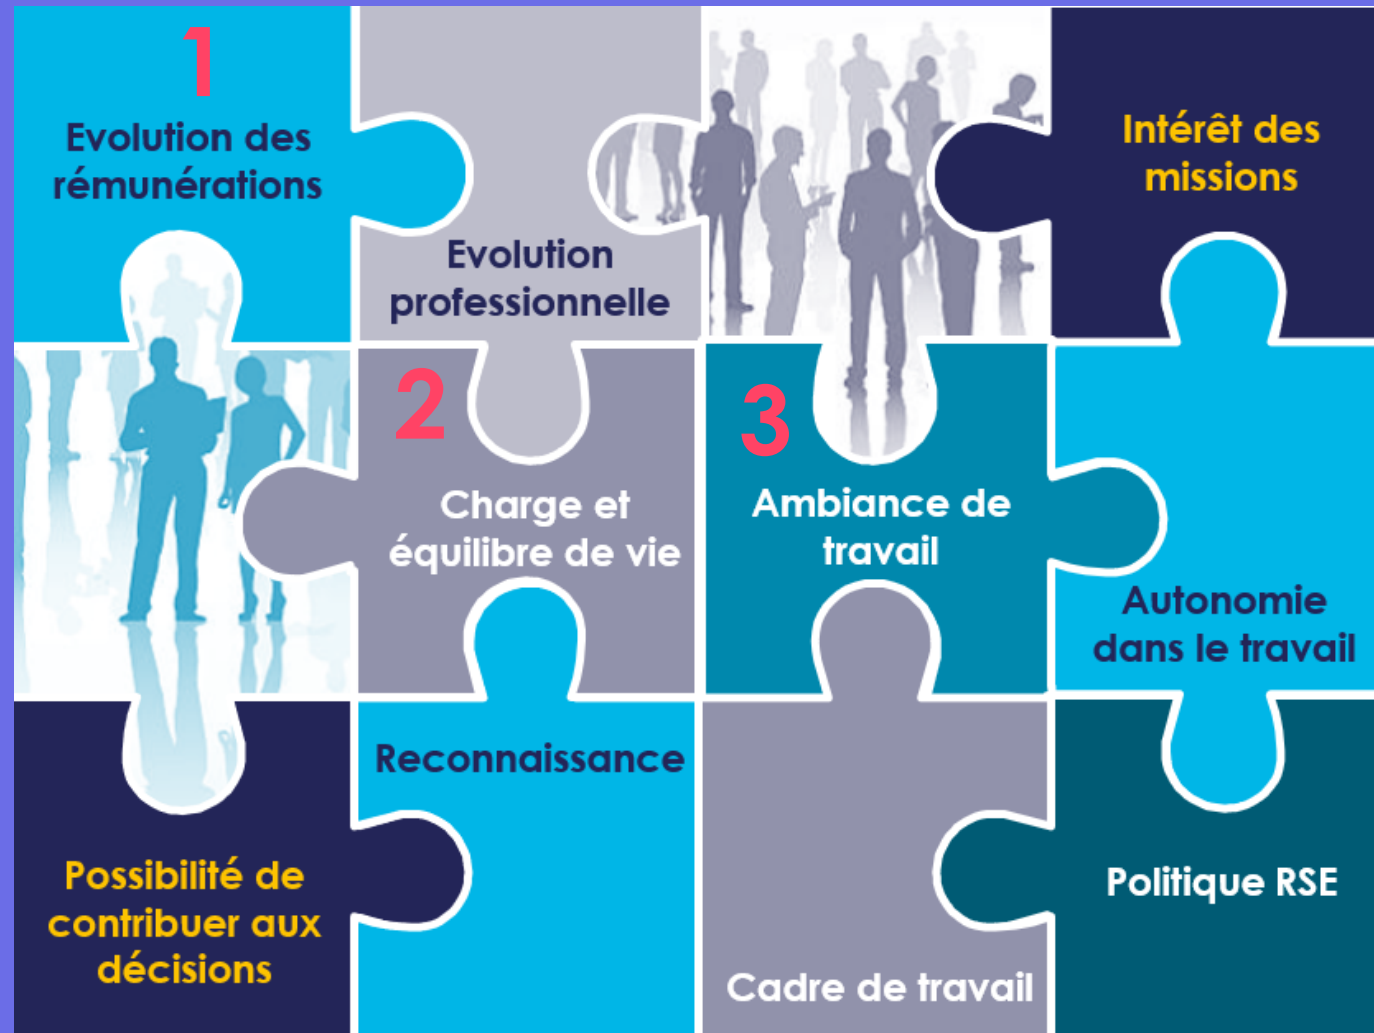 1
Evolution des
rémunérations
Evolution
professionnelle
Intérêt des
missions
2
Charge et
équilibre de vie
3
Ambiance de
travail
Autonomie
dans le travail
Possibilité de
contribuer aux
décisions
Reconnaissance
Cadre de travail
Politique RSE